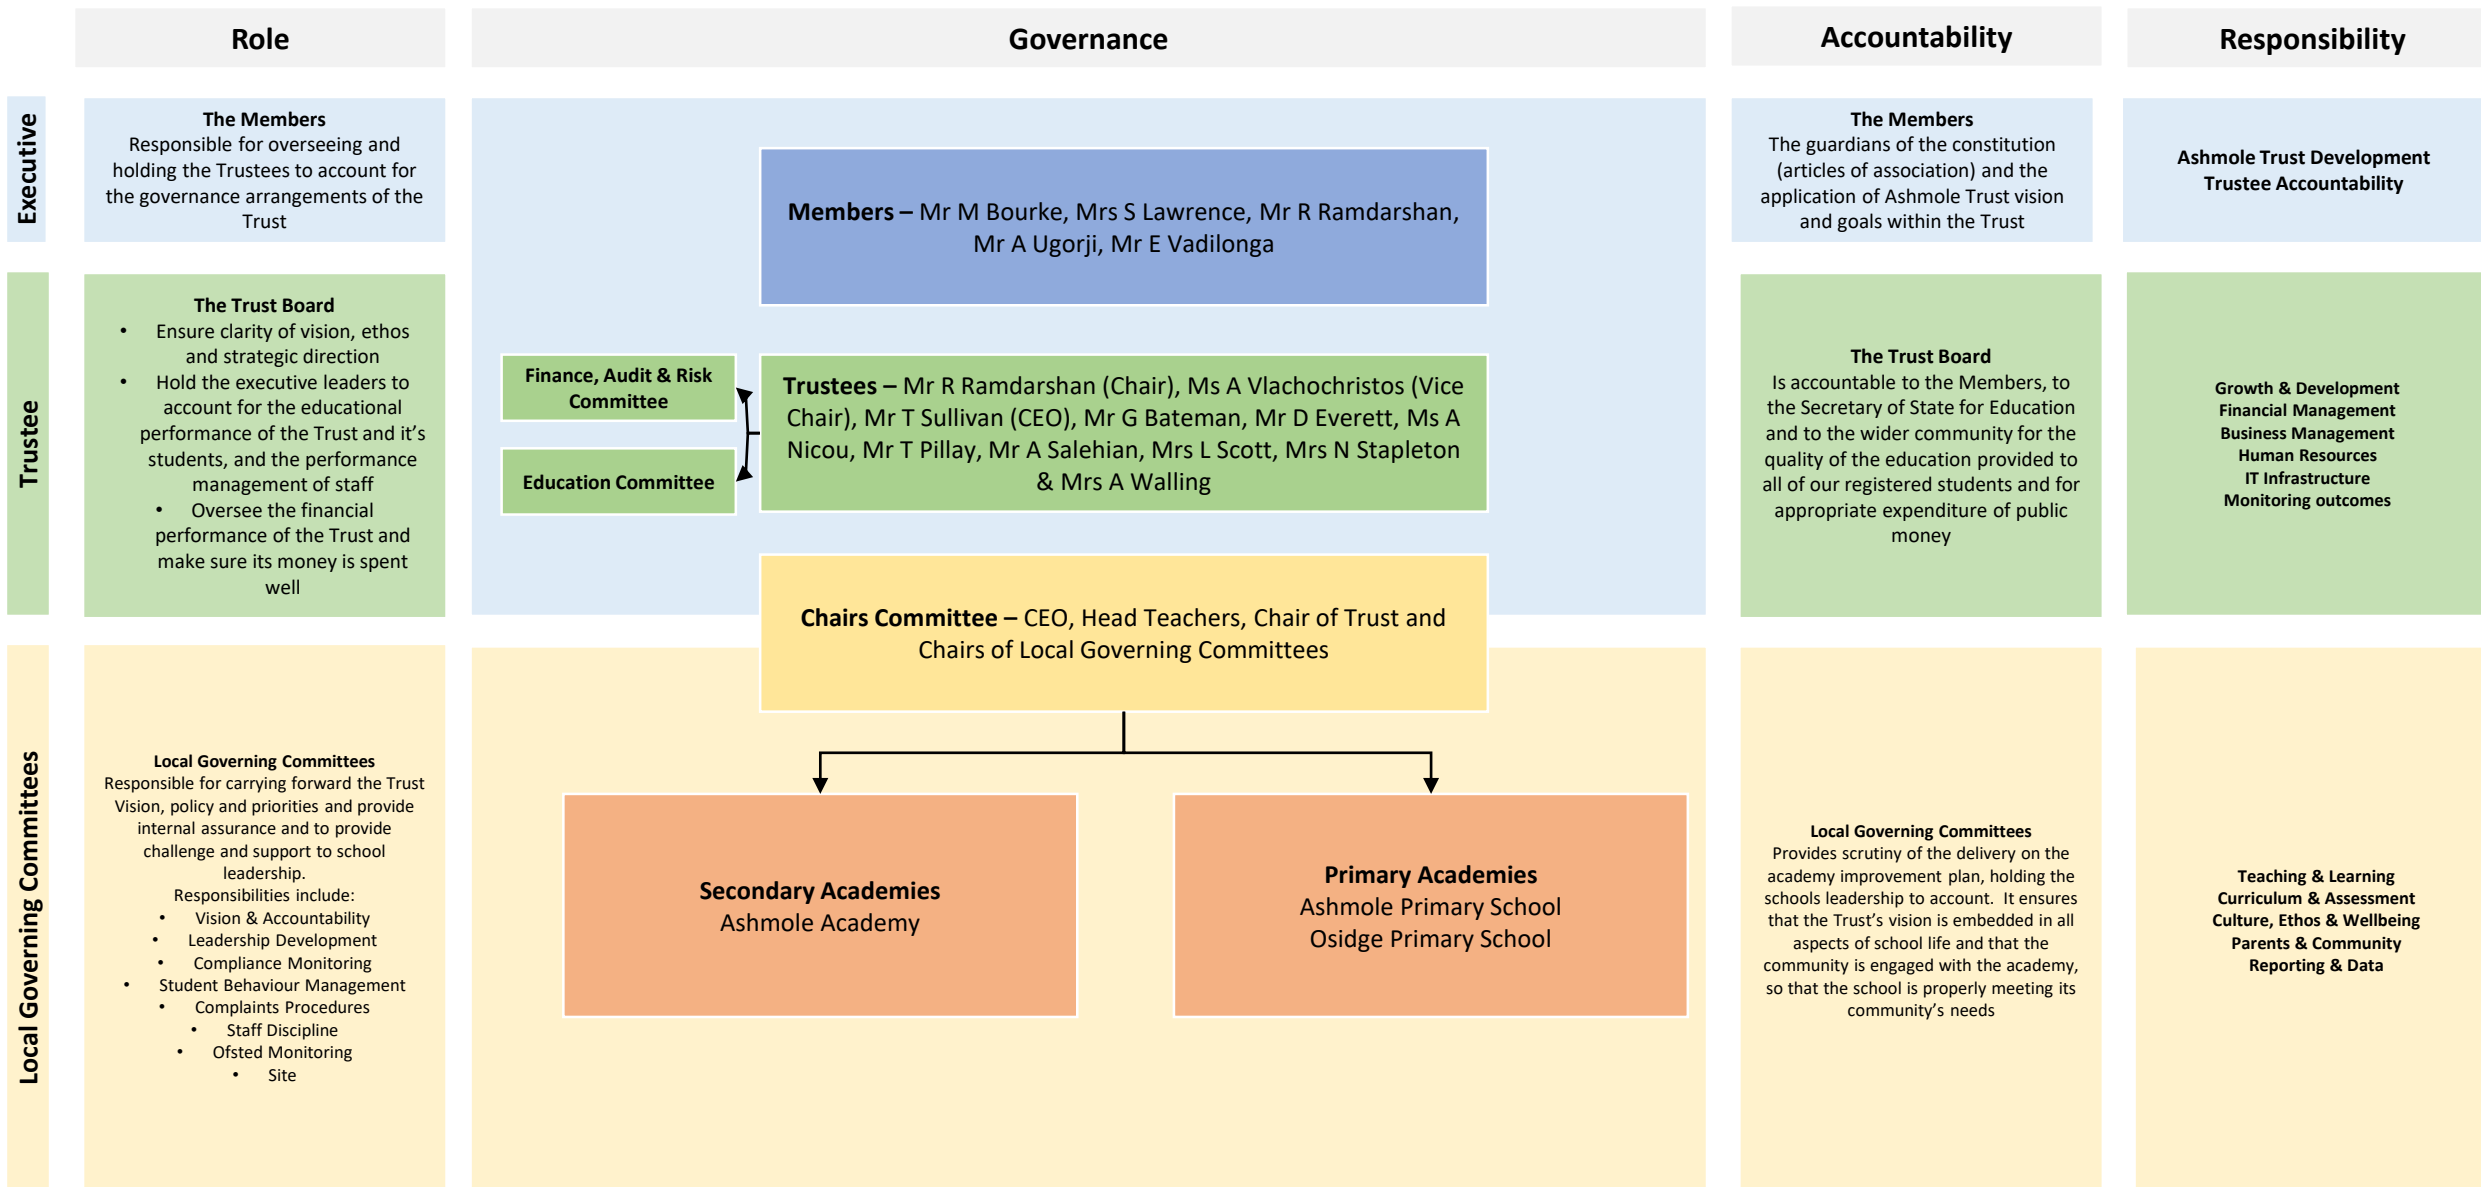 Role
Governance
Accountability
Responsibility
Executive
The Members
Responsible for overseeing and
holding the Trustees to account for
the governance arrangements of the
Trust
Members – Mr M Bourke, Mrs S Lawrence, Mr R Ramdarshan,
Mr A Ugorji, Mr E Vadilonga
The Members
The guardians of the constitution
(articles of association) and the
application of Ashmole Trust vision
and goals within the Trust
Ashmole Trust Development
Trustee Accountability
Trustee
The Trust Board
• Ensure clarity of vision, ethos
and strategic direction
• Hold the executive leaders to
account for the educational
performance of the Trust and it's
students, and the performance
management of staff
• Oversee the financial
performance of the Trust and
make sure its money is spent
well
Finance, Audit & Risk
Committee
Education Committee
Trustees – Mr R Ramdarshan (Chair), Ms A Vlachochristos (Vice
Chair), Mr T Sullivan (CEO), Mr G Bateman, Mr D Everett, Ms A
Nicou, Mr T Pillay, Mr A Salehian, Mrs L Scott, Mrs N Stapleton
& Mrs A Walling
The Trust Board
Is accountable to the Members, to
the Secretary of State for Education
and to the wider community for the
quality of the education provided to
all of our registered students and for
appropriate expenditure of public
money
Growth & Development
Financial Management
Business Management
Human Resources
IT Infrastructure
Monitoring outcomes
Chairs Committee – CEO, Head Teachers, Chair of Trust and
Chairs of Local Governing Committees
Local Governing Committees
Local Governing Committees
Responsible for carrying forward the Trust
Vision, policy and priorities and provide
internal assurance and to provide
challenge and support to school
leadership.
Responsibilities include:
• Vision & Accountability
• Leadership Development
• Compliance Monitoring
• Student Behaviour Management
• Complaints Procedures
• Staff Discipline
• Ofsted Monitoring
• Site
Secondary Academies
Ashmole Academy
Primary Academies
Ashmole Primary School
Osidge Primary School
Local Governing Committees
Provides scrutiny of the delivery on the
academy improvement plan, holding the
schools leadership to account.  It ensures
that the Trust's vision is embedded in all
aspects of school life and that the
community is engaged with the academy,
so that the school is properly meeting its
community's needs
Teaching & Learning
Curriculum & Assessment
Culture, Ethos & Wellbeing
Parents & Community
Reporting & Data